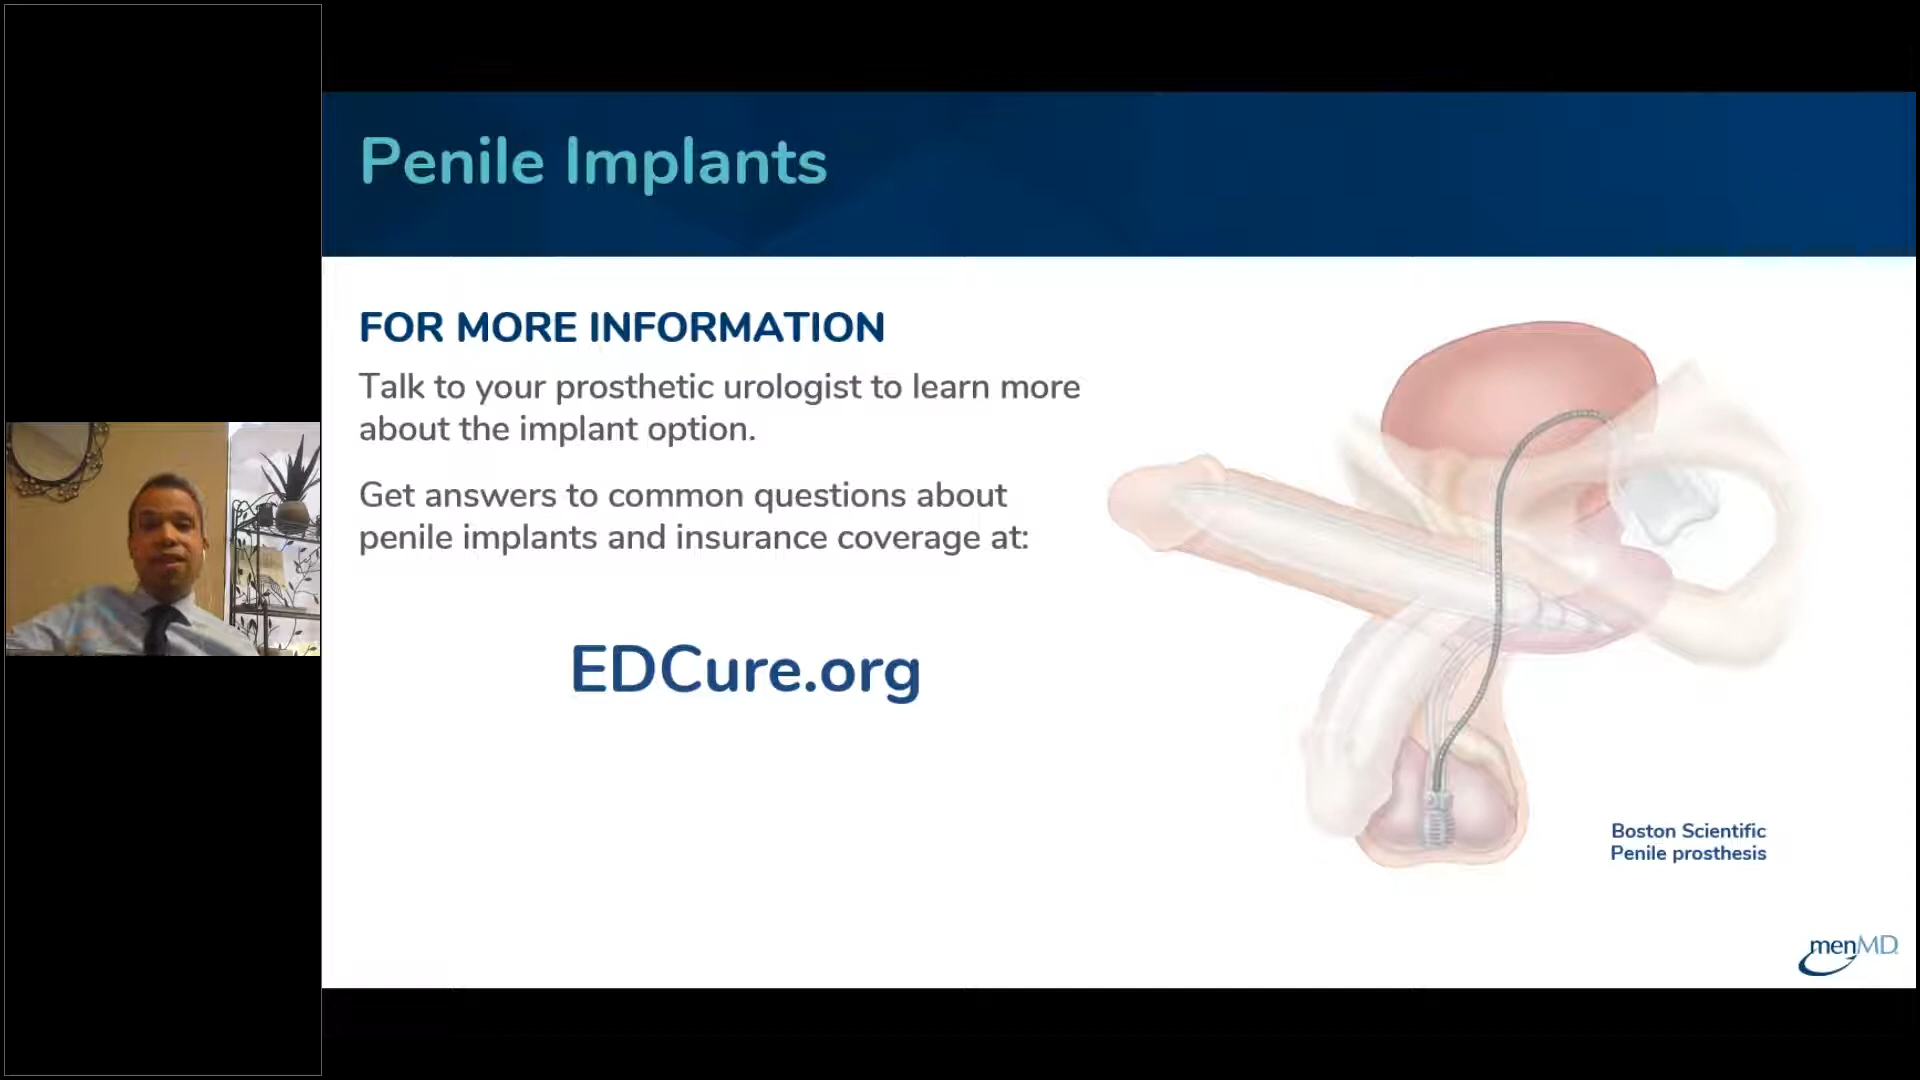 Penile Implants
FOR MORE INFORMATION
Talk to your prosthetic urologist to learn more
about the implant option.
Get answers to common questions about
penile implants and insurance coverage at:
EDCure.org
Boston Scientific
Penile prosthesis
menMD